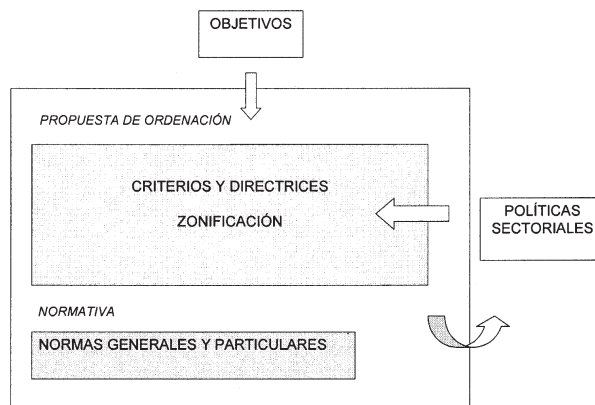 OBJETIVOS
PROPUESTA DE ORDENACIÓN
CRITERIOS Y DIRECTRICES
ZONIFICACIÓN
POLÍTICAS
SECTORIALES
NORMATIVA
NORMAS GENERALES Y PARTICULARES